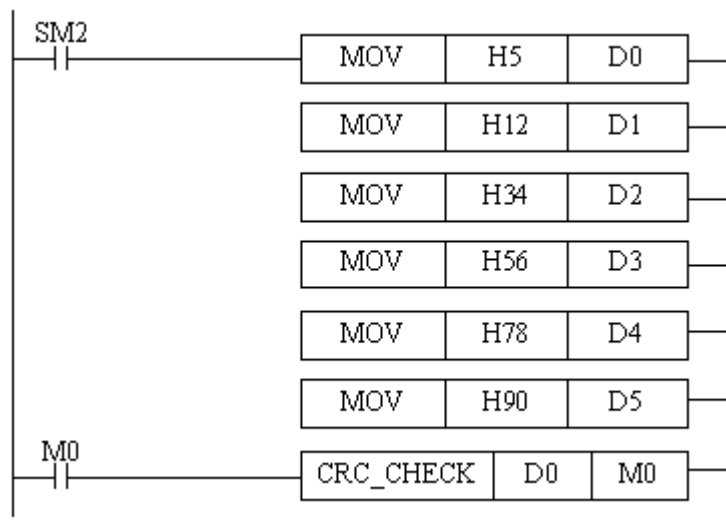 SM2
MOV H5 D0
MOV H12 D1
MOV H34 D2
MOV H56 D3
MOV H78 D4
MOV H90 D5
M0
CRC_CHECK D0 M0